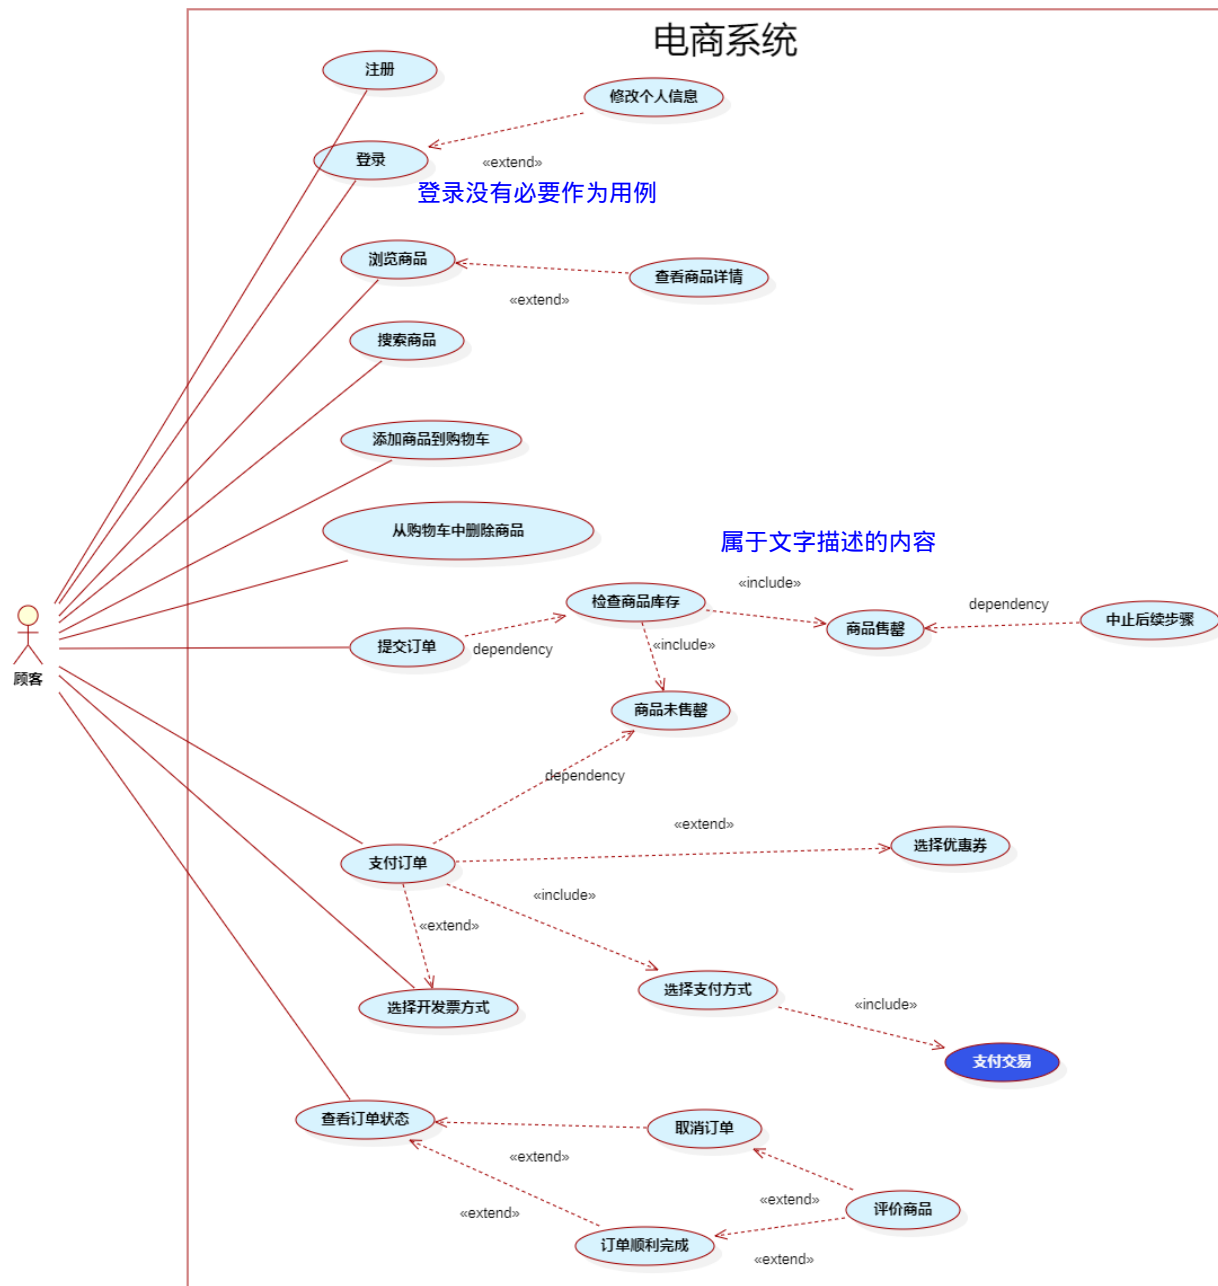 电商系统
注册
修改个人信息
登录
«extend»
登录没有必要作为用例
浏览商品
查看商品详情
«extend»
搜索商品
添加商品到购物车
从购物车中删除商品
属于文字描述的内容
«include»
检查商品库存
dependency
商品售罄
中止后续步骤
提交订单
dependency
«include»
顾客
商品未售罄
dependency
«extend»
选择优惠券
支付订单
«include»
«extend»
选择支付方式
选择开发票方式
«include»
支付交易
查看订单状态
取消订单
«extend»
«extend»
评价商品
«extend»
订单顺利完成
«extend»